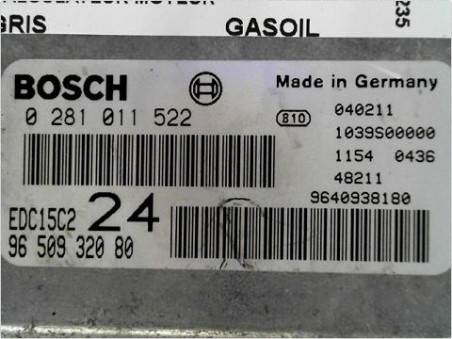 GRIS GASOIL
235
BOSCH Made in Germany
0 281 011 522 810 040211
1039S00000
1154 0436
48211
9640938180
EDC15C2 24
96 509 320 80